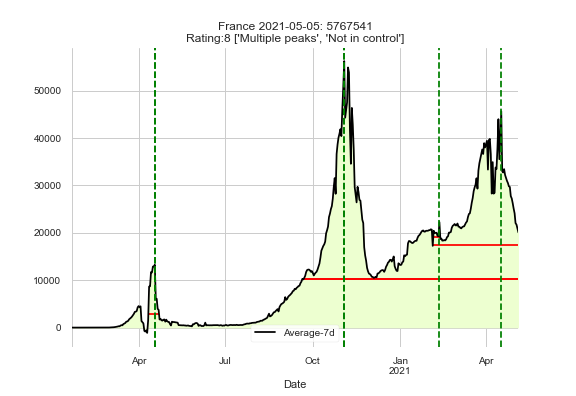 France 2021-05-05: 5767541
Rating:8 ['Multiple peaks', 'Not in control']
50000
40000
30000
20000
10000
0
Apr
Jul
Oct
Jan
2021
Apr
Average-7d
Date